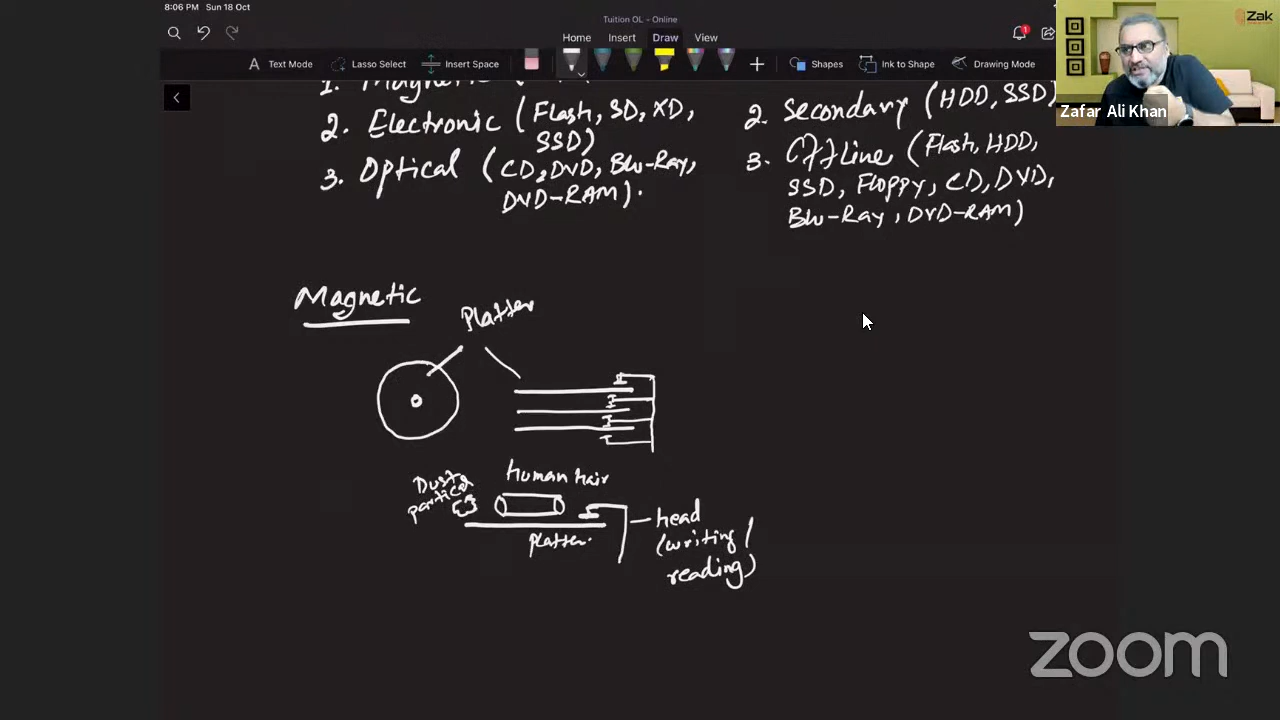 8:06 PM Sun 18 Oct
Tuition OL - Online
Home Insert Draw View
Text Mode
Lasso Select
Insert Space
Shapes
Ink to Shape
Drawing Mode
Zak
Zafar Ali Khan
1. Magnetic
2. Electronic (Flash, SD, XD,
SSD)
3. Optical (CD, DVD, Blu-Ray,
DVD-RAM).
2. Secondary (HDD, SSD)
3. Offline (Flash, HDD,
SSD, Floppy, CD, DVD,
Blu-Ray, DVD-RAM)
Magnetic
Platter
Dust
partical
Human hair
Platter.
head
(writing/
reading)
zoom